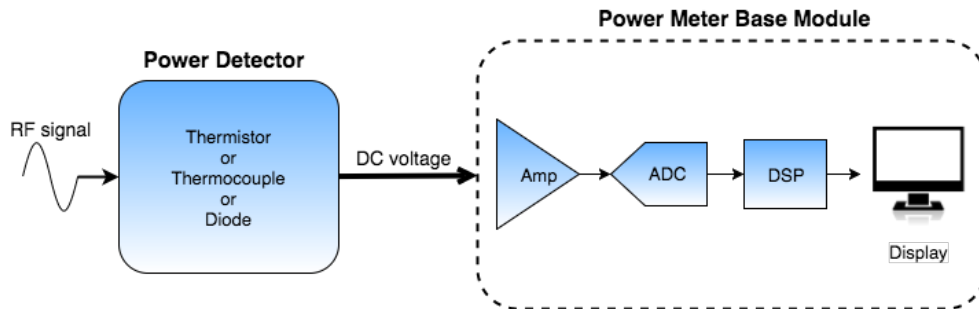 Power Meter Base Module
Power Detector
RF signal
Thermistor
or
Thermocouple
or
Diode
DC voltage
Amp
ADC
DSP
Display